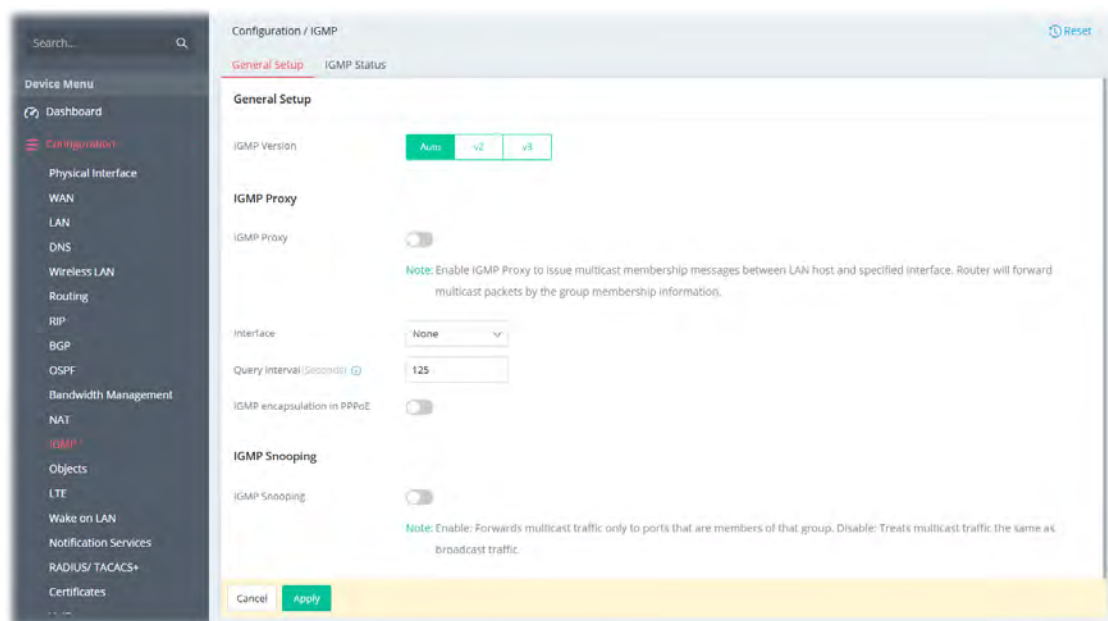 Search...
Device Menu
Dashboard
Configuration
Physical Interface
WAN
LAN
DNS
Wireless LAN
Routing
RIP
BGP
OSPF
Bandwidth Management
NAT
IGMP
Objects
LTE
Wake on LAN
Notification Services
RADIUS/ TACACS+
Certificates
Configuration / IGMP
Reset
General Setup IGMP Status
General Setup
IGMP Version Auto v2 v3
IGMP Proxy
IGMP Proxy
Note: Enable IGMP Proxy to issue multicast membership messages between LAN host and specified interface. Router will forward
multicast packets by the group membership information.
Interface None
Query Interval (Seconds) 125
IGMP encapsulation in PPPoE
IGMP Snooping
IGMP Snooping
Note: Enable: Forwards multicast traffic only to ports that are members of that group. Disable: Treats multicast traffic the same as
broadcast traffic.
Cancel Apply